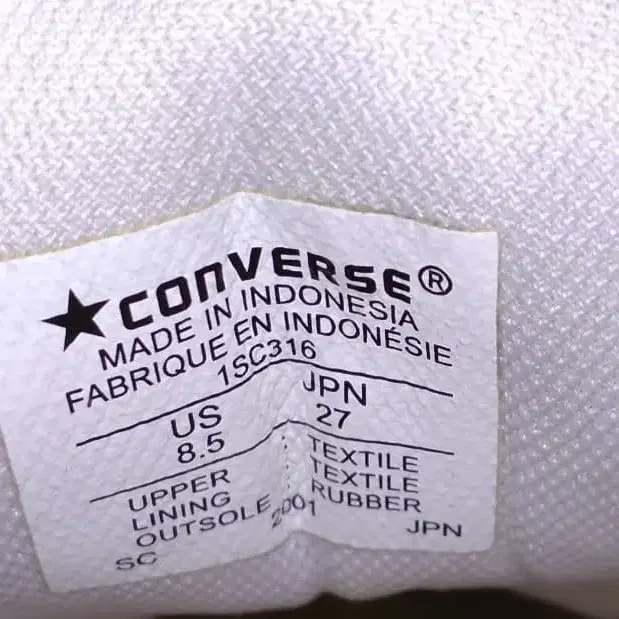 ★CONVERSE®
MADE IN INDONESIA
FABRIQUE EN INDONÉSIE
1SC316
US JPN
8.5 27
UPPER TEXTILE
LINING TEXTILE
OUTSOLE RUBBER
2001
SC JPN